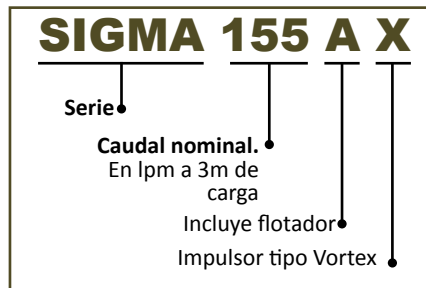 SIGMA 155 A X
Serie
Caudal nominal.
En lpm a 3m de
carga
Incluye flotador
Impulsor tipo Vortex